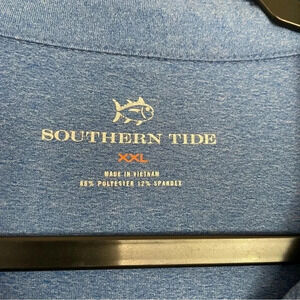 SOUTHERN TIDE
XXL
MADE IN VIETNAM
88% POLYESTER 12% SPANDEX